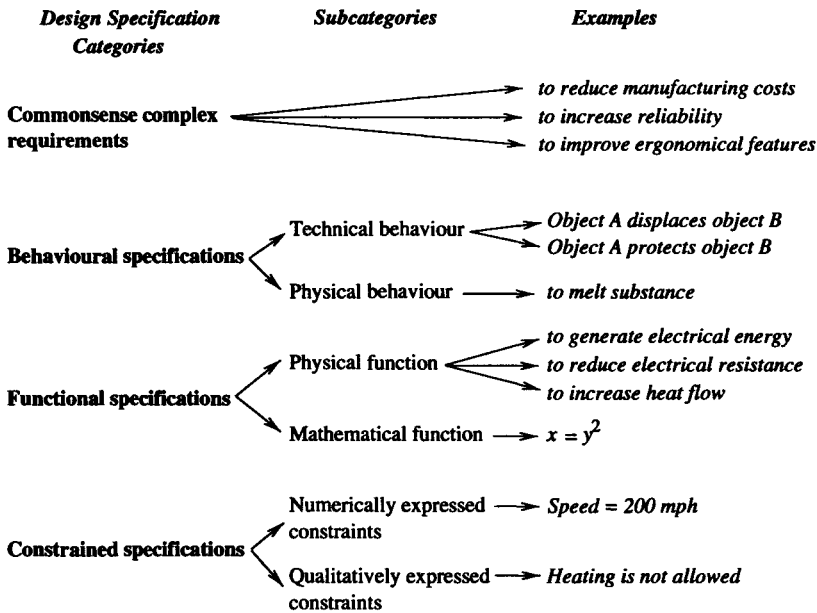 Design Specification Subcategories Examples
Categories
to reduce manufacturing costs
Commonsense complex to increase reliability
requirements to improve ergonomical features
Object A displaces object B
Technical behaviour
Object A protects object B
Behavioural specifications
Physical behaviour to melt substance
to generate electrical energy
Physical function to reduce electrical resistance
to increase heat flow
Functional specifications
Mathematical function x = y²
Numerically expressed Speed = 200 mph
constraints
Constrained specifications
Qualitatively expressed Heating is not allowed
constraints